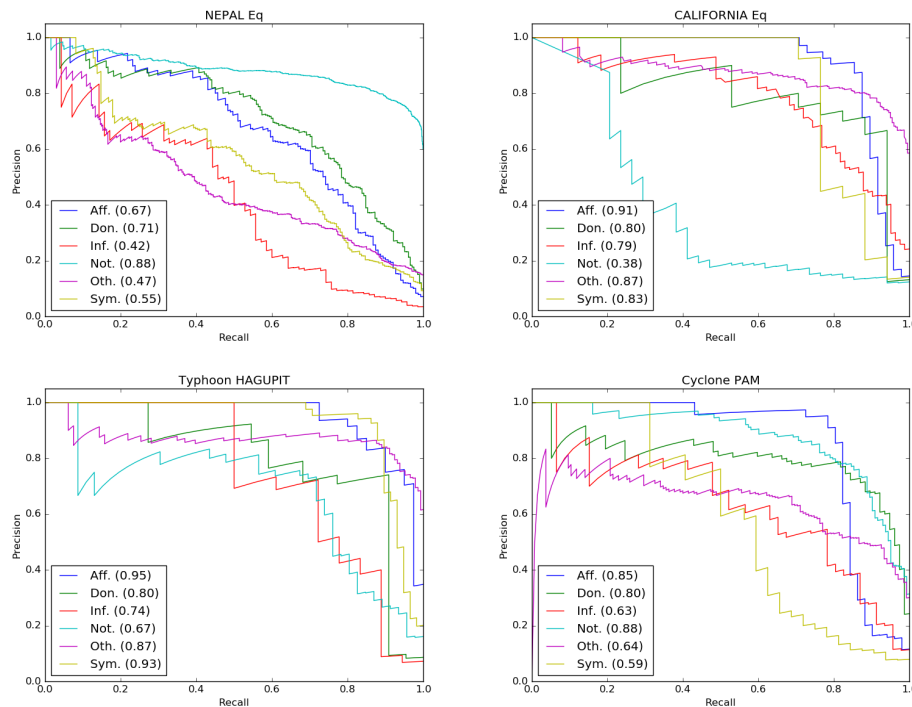 NEPAL Eq
1.0
0.8
0.6
0.4
0.2
0.0
Precision
0.0 0.2 0.4 0.6 0.8 1.0
Recall
Aff. (0.67)
Don. (0.71)
Inf. (0.42)
Not. (0.88)
Oth. (0.47)
Sym. (0.55)
CALIFORNIA Eq
1.0
0.8
0.6
0.4
0.2
0.0
Precision
0.0 0.2 0.4 0.6 0.8 1.0
Recall
Aff. (0.91)
Don. (0.80)
Inf. (0.79)
Not. (0.38)
Oth. (0.87)
Sym. (0.83)
Typhoon HAGUPIT
1.0
0.8
0.6
0.4
0.2
0.0
Precision
0.0 0.2 0.4 0.6 0.8 1.0
Recall
Aff. (0.95)
Don. (0.80)
Inf. (0.74)
Not. (0.67)
Oth. (0.87)
Sym. (0.93)
Cyclone PAM
1.0
0.8
0.6
0.4
0.2
0.0
Precision
0.0 0.2 0.4 0.6 0.8 1.0
Recall
Aff. (0.85)
Don. (0.80)
Inf. (0.63)
Not. (0.88)
Oth. (0.64)
Sym. (0.59)